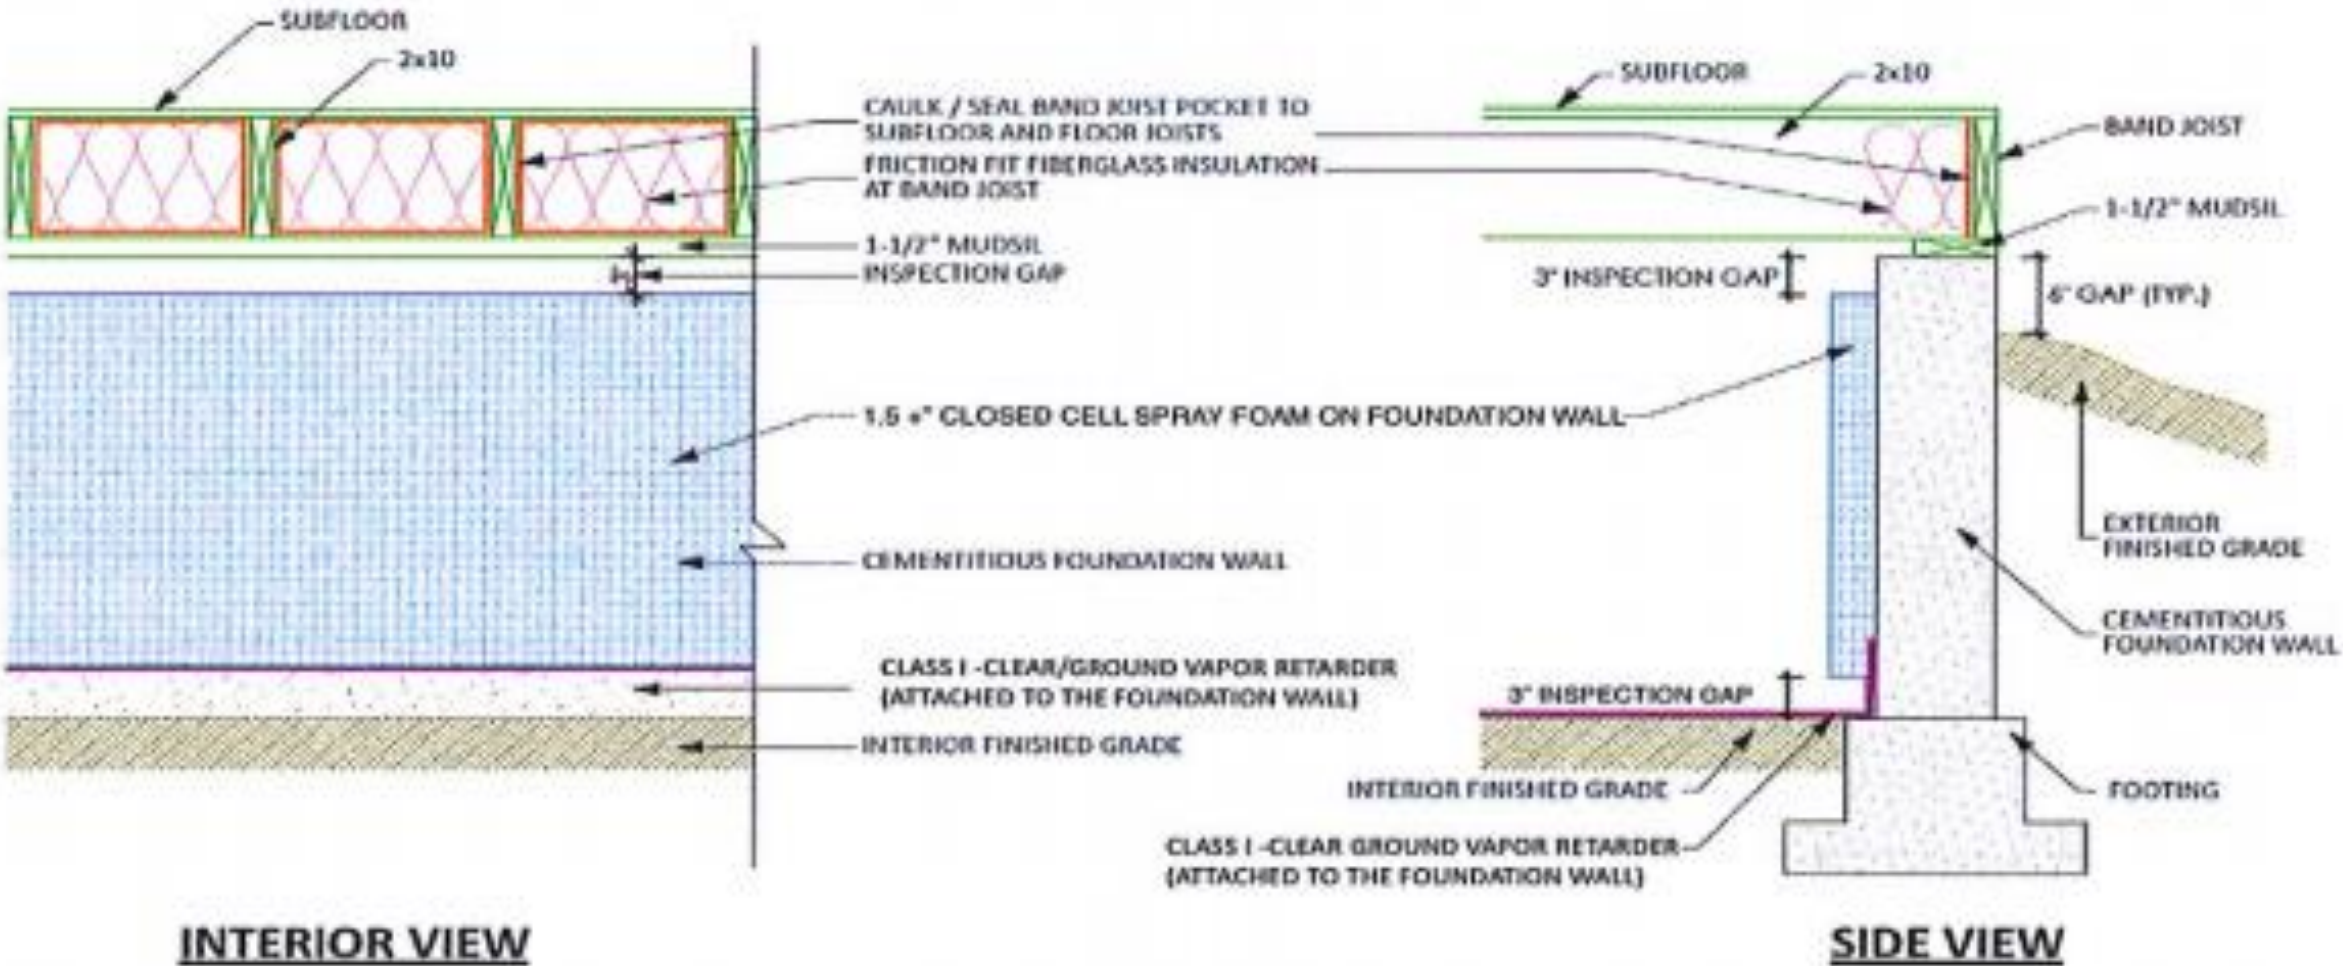 SUBFLOOR
2x10
CAULK / SEAL BAND JOIST POCKET TO
SUBFLOOR AND FLOOR JOISTS
FRICTION FIT FIBERGLASS INSULATION
AT BAND JOIST
1-1/2" MUDSIL
INSPECTION GAP
1.5 +" CLOSED CELL SPRAY FOAM ON FOUNDATION WALL
CEMENTITIOUS FOUNDATION WALL
CLASS I -CLEAR/GROUND VAPOR RETARDER
(ATTACHED TO THE FOUNDATION WALL)
INTERIOR FINISHED GRADE
INTERIOR VIEW
SUBFLOOR
2x10
BAND JOIST
1-1/2" MUDSIL
3" INSPECTION GAP
6" GAP (TYP.)
EXTERIOR
FINISHED GRADE
CEMENTITIOUS
FOUNDATION WALL
3" INSPECTION GAP
INTERIOR FINISHED GRADE
FOOTING
CLASS I -CLEAR GROUND VAPOR RETARDER
(ATTACHED TO THE FOUNDATION WALL)
SIDE VIEW